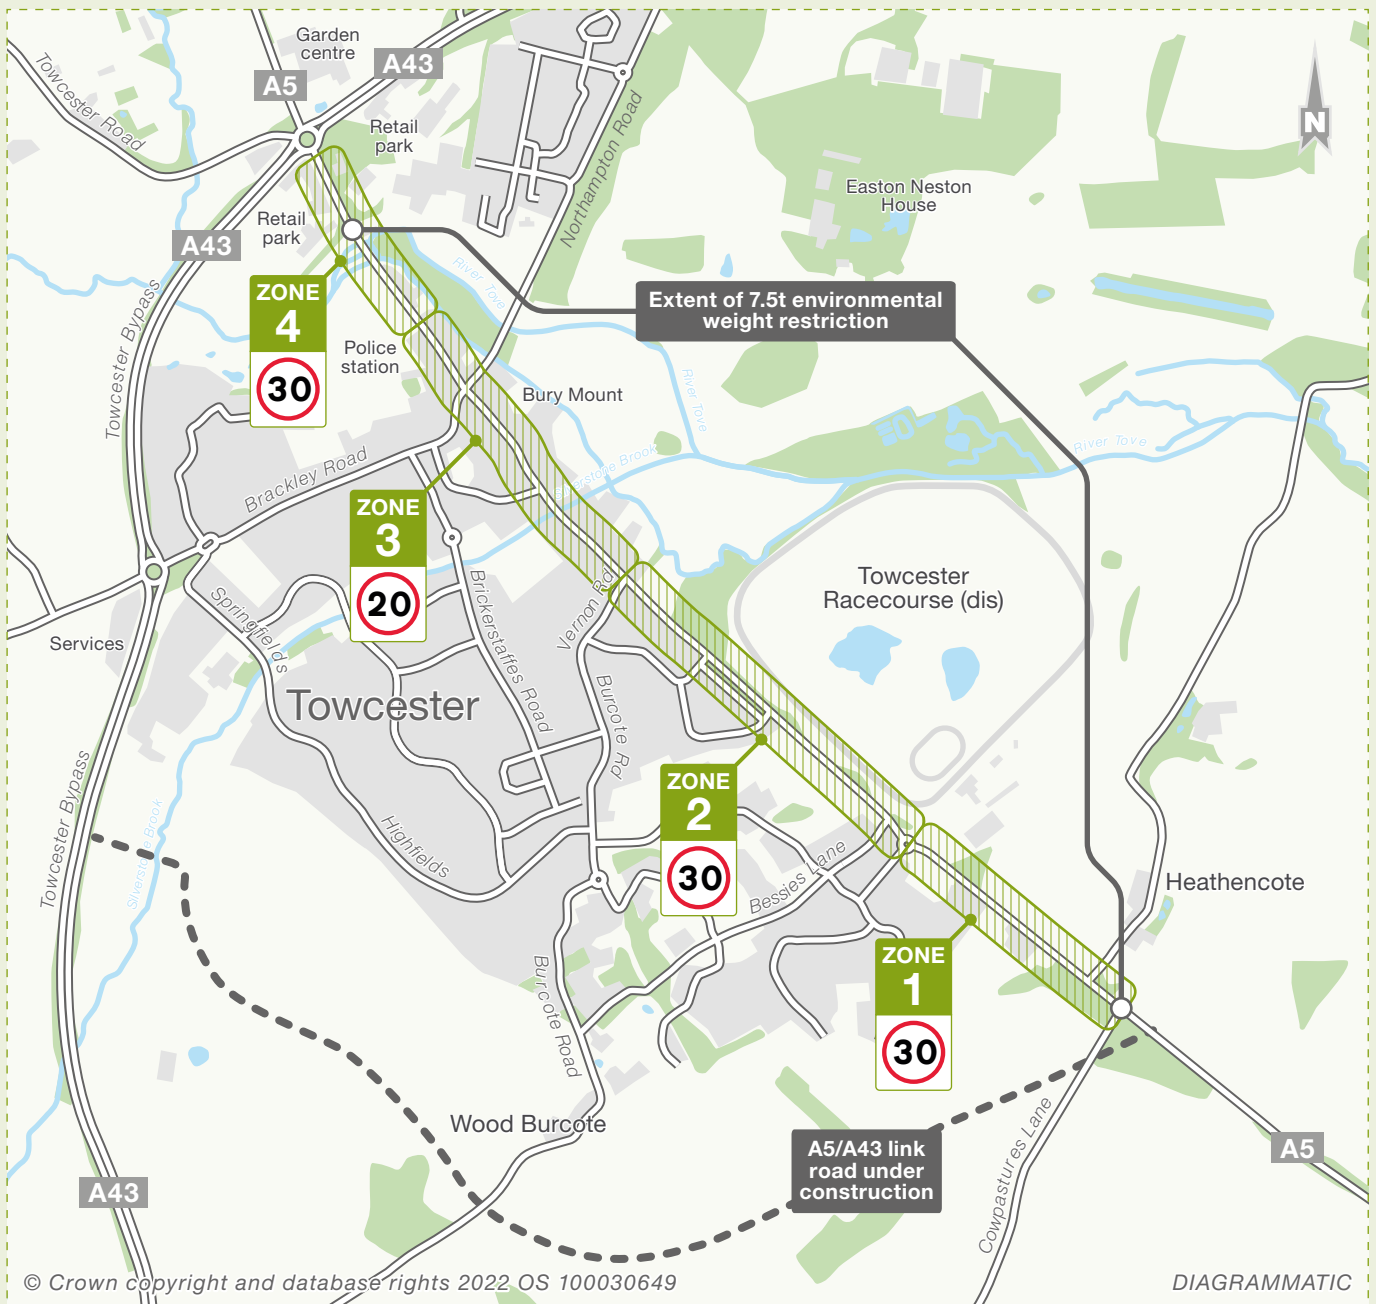 Garden
centre
A43
A5
Towcester Road
Retail
park
Northampton Road
N
Easton Neston
House
Retail
park
A43
River Tove
ZONE
4
30
Towcester Bypass
Extent of 7.5t environmental
weight restriction
Police
station
Bury Mount
River Tove
River Tove
Brackley Road
Silverstone Brook
ZONE
3
20
Towcester
Racecourse (dis)
Vernon Rd
Brickerstaffes Road
Springfields
Services
Towcester
Burcote Rd
ZONE
2
30
Towcester Bypass
Silverstone Brook
Highfields
Bessies Lane
Heathencote
ZONE
1
30
Burcote Road
Wood Burcote
A5/A43 link
road under
construction
Cowpastures Lane
A5
A43
© Crown copyright and database rights 2022 OS 100030649
DIAGRAMMATIC